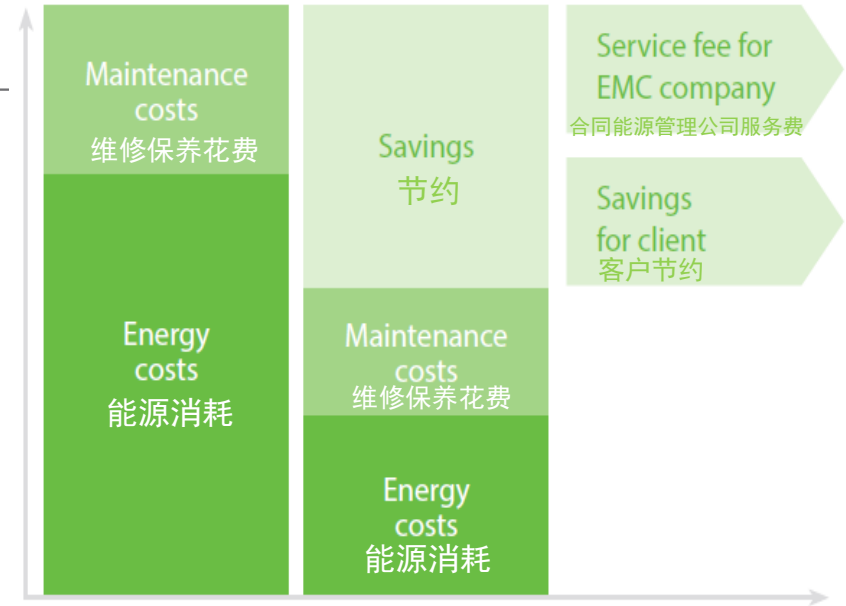 Maintenance
costs
维修保养花费
Energy
costs
能源消耗
Savings
节约
Maintenance
costs
维修保养花费
Energy
costs
能源消耗
Service fee for
EMC company
合同能源管理公司服务费
Savings
for client
客户节约